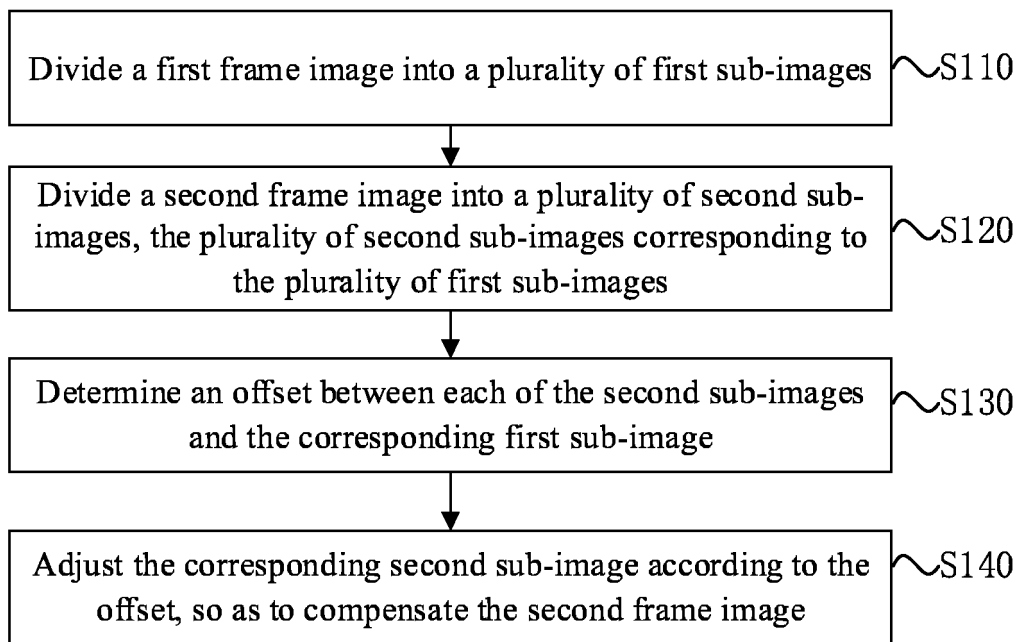 Divide a first frame image into a plurality of first sub-images
S110
Divide a second frame image into a plurality of second sub-
images, the plurality of second sub-images corresponding to
the plurality of first sub-images
S120
Determine an offset between each of the second sub-images
and the corresponding first sub-image
S130
Adjust the corresponding second sub-image according to the
offset, so as to compensate the second frame image
S140